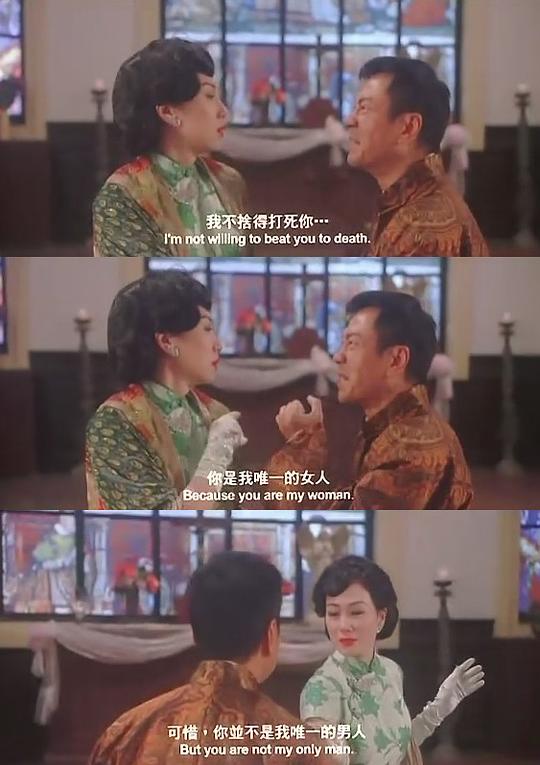 我不捨得打死你…
I'm not willing to beat you to death.
你是我唯一的女人
Because you are my woman.
可惜，你並不是我唯一的男人
But you are not my only man.